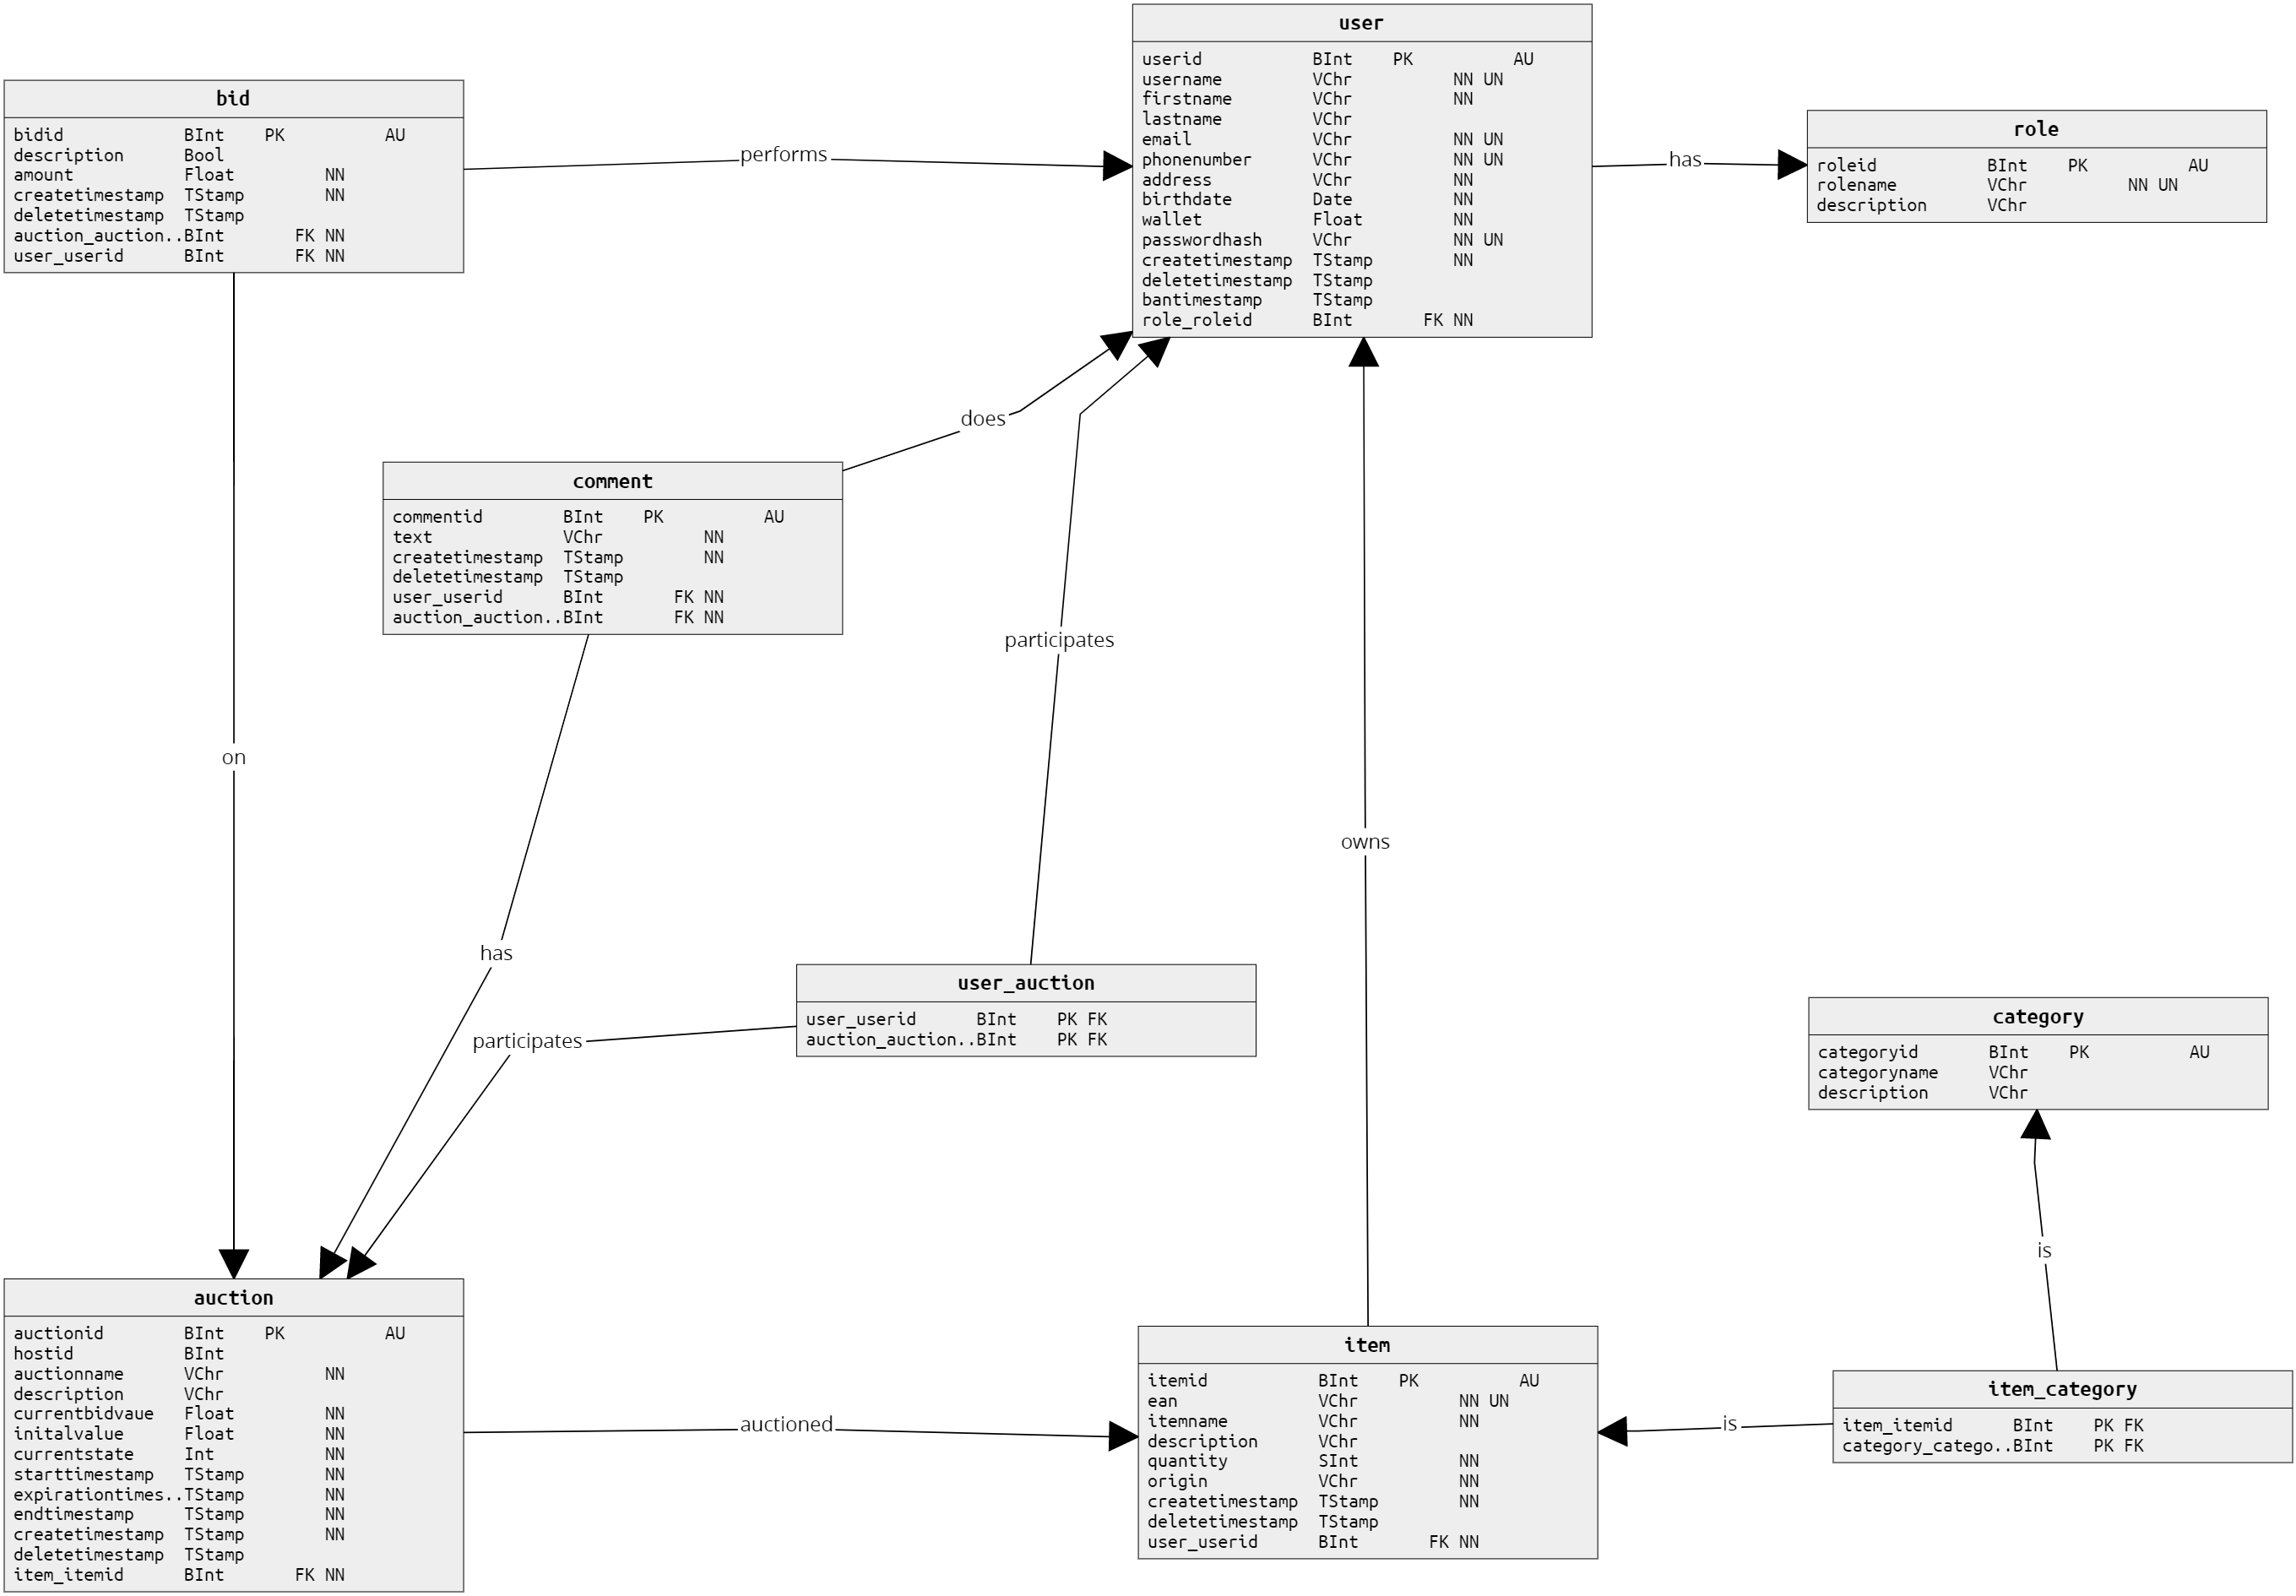 user
userid BInt PK AU
username VChr NN UN
firstname VChr NN
lastname VChr
email VChr NN UN
phonenumber VChr NN UN
address VChr NN
birthdate Date NN
wallet Float NN
passwordhash VChr NN UN
createtimestamp TStamp NN
deletetimestamp TStamp
bantimestamp TStamp
role_roleid BInt FK NN
bid
bidid BInt PK AU
description Bool
amount Float NN
createtimestamp TStamp NN
deletetimestamp TStamp
auction_auction..BInt FK NN
user_userid BInt FK NN
performs
has
role
roleid BInt PK AU
rolename VChr NN UN
description VChr
does
comment
commentid BInt PK AU
text VChr NN
createtimestamp TStamp NN
deletetimestamp TStamp
user_userid BInt FK NN
auction_auction..BInt FK NN
participates
on
owns
has
user_auction
user_userid BInt PK FK
auction_auction..BInt PK FK
participates
category
categoryid BInt PK AU
categoryname VChr
description VChr
is
auction
auctionid BInt PK AU
hostid BInt
auctionname VChr NN
description VChr
currentbidvaue Float NN
initalvalue Float NN
currentstate Int NN
starttimestamp TStamp NN
expirationtimes..TStamp NN
endtimestamp TStamp NN
createtimestamp TStamp NN
deletetimestamp TStamp
item_itemid BInt FK NN
auctioned
item
itemid BInt PK AU
ean VChr NN UN
itemname VChr NN
description VChr
quantity SInt NN
origin VChr NN
createtimestamp TStamp NN
deletetimestamp TStamp
user_userid BInt FK NN
is
item_category
item_itemid BInt PK FK
category_catego..BInt PK FK